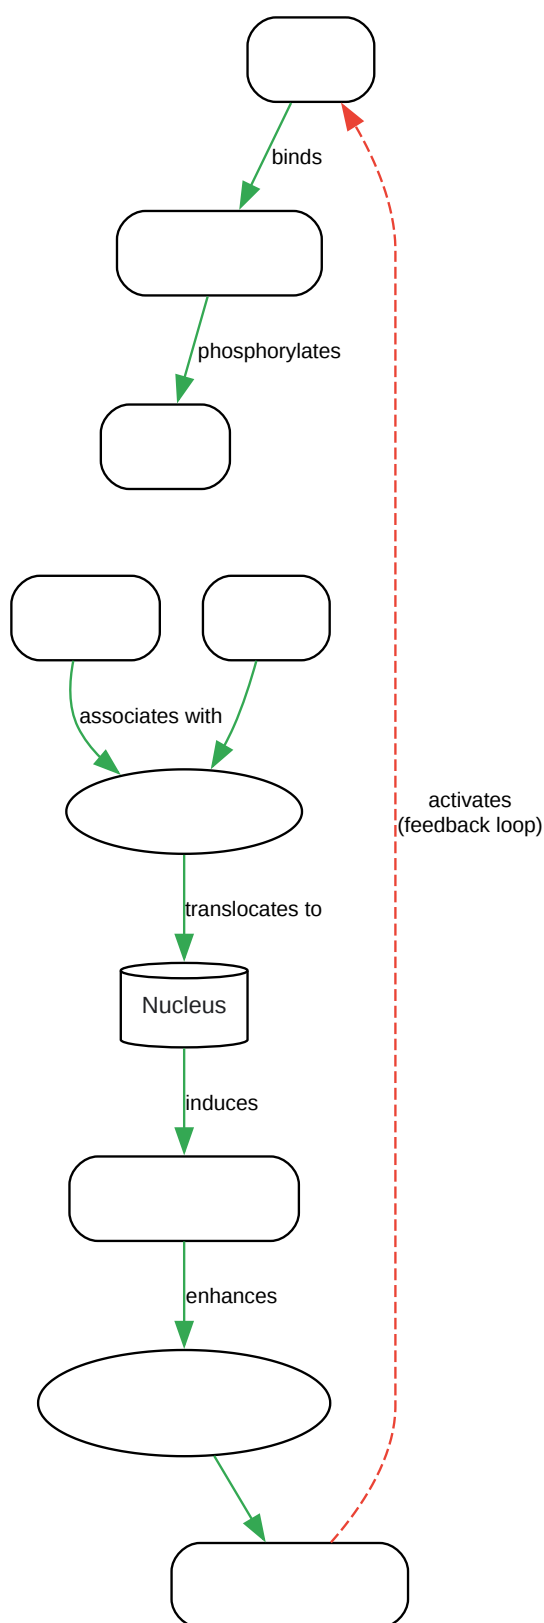 binds
phosphorylates
associates with
activates
(feedback loop)
translocates to
Nucleus
induces
enhances